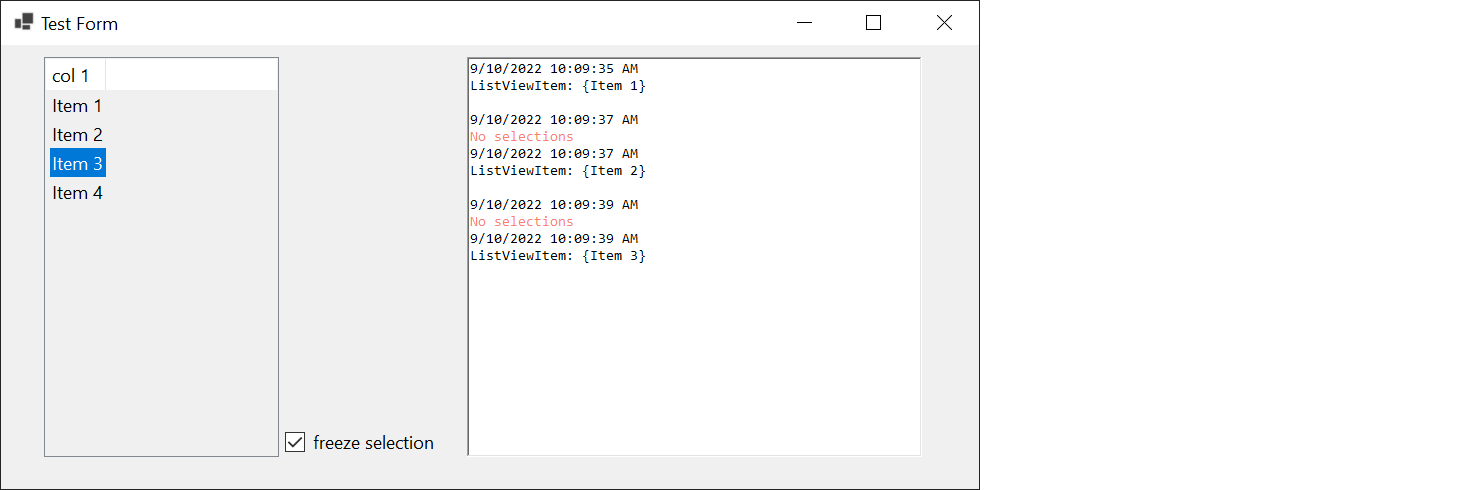 Test Form
col 1
Item 1
Item 2
Item 3
Item 4
freeze selection
9/10/2022 10:09:35 AM
ListViewItem: {Item 1}
9/10/2022 10:09:37 AM
No selections
9/10/2022 10:09:37 AM
ListViewItem: {Item 2}
9/10/2022 10:09:39 AM
No selections
9/10/2022 10:09:39 AM
ListViewItem: {Item 3}